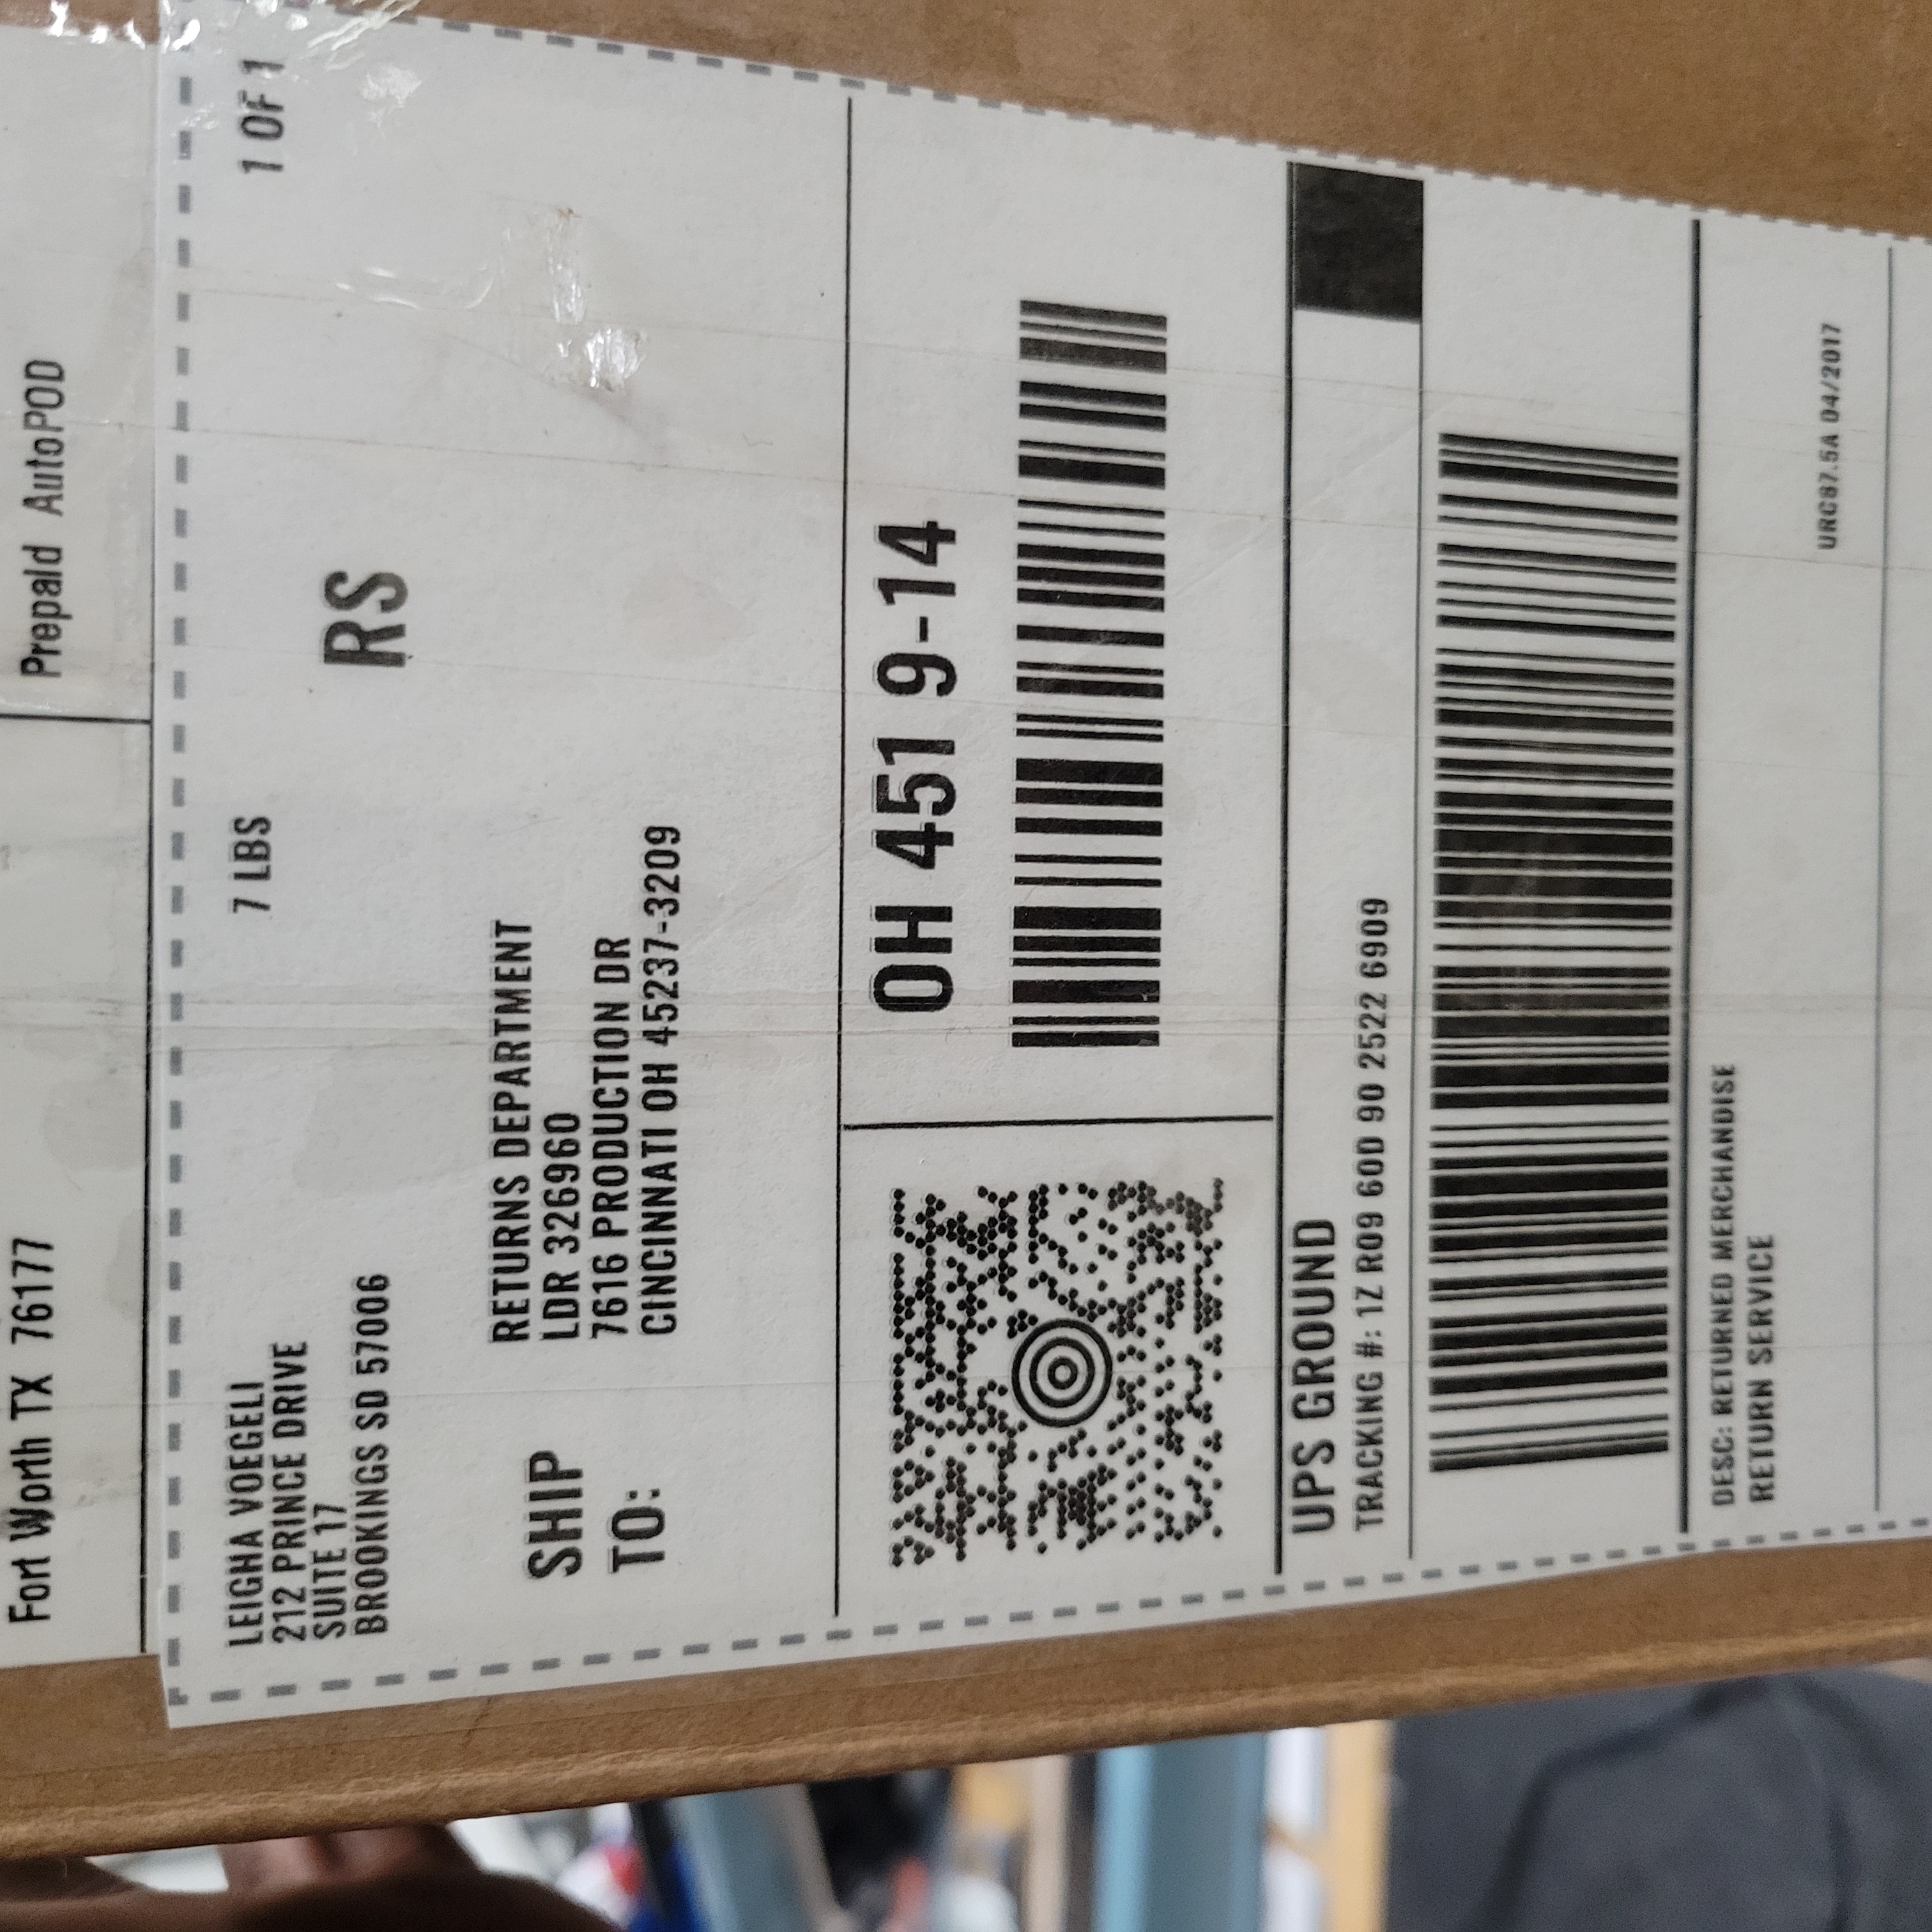 Fort Worth TX 76177
Prepaid AutoPOD
LEIGHA VOEGELI
212 PRINCE DRIVE
SUITE 17
BROOKINGS SD 57006
7 LBS
1 OF 1
RS
SHIP
TO:
RETURNS DEPARTMENT
LDR 326960
7616 PRODUCTION DR
CINCINNATI OH 45237-3209
OH 451 9-14
UPS GROUND
TRACKING #: 1Z R09 60D 90 2522 6909
DESC: RETURNED MERCHANDISE
RETURN SERVICE
URC87.5A 04/2017